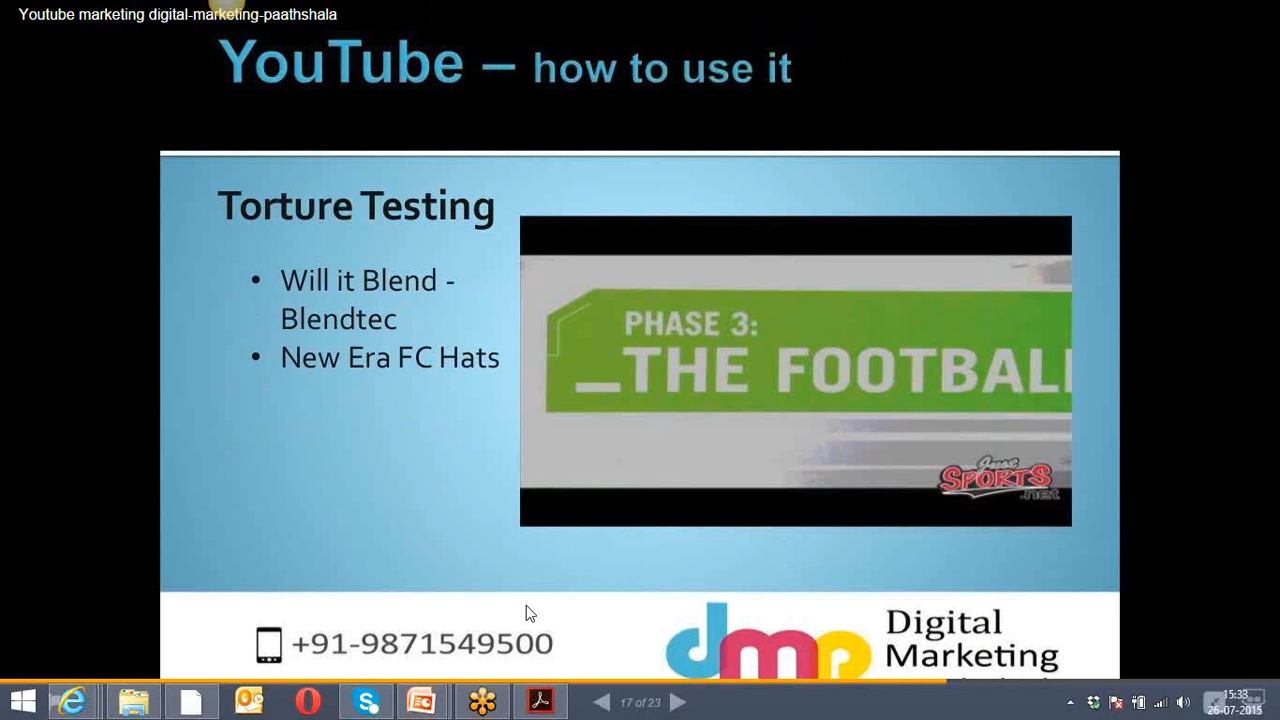 Youtube marketing digital-marketing-paathshala
YouTube – how to use it
Torture Testing
• Will it Blend -
Blendtec
• New Era FC Hats
PHASE 3:
_THE FOOTBALL
Just
SPORTS
.net
+91-9871549500
dmp
Digital
Marketing
17 of 23
15:33
26-07-2015